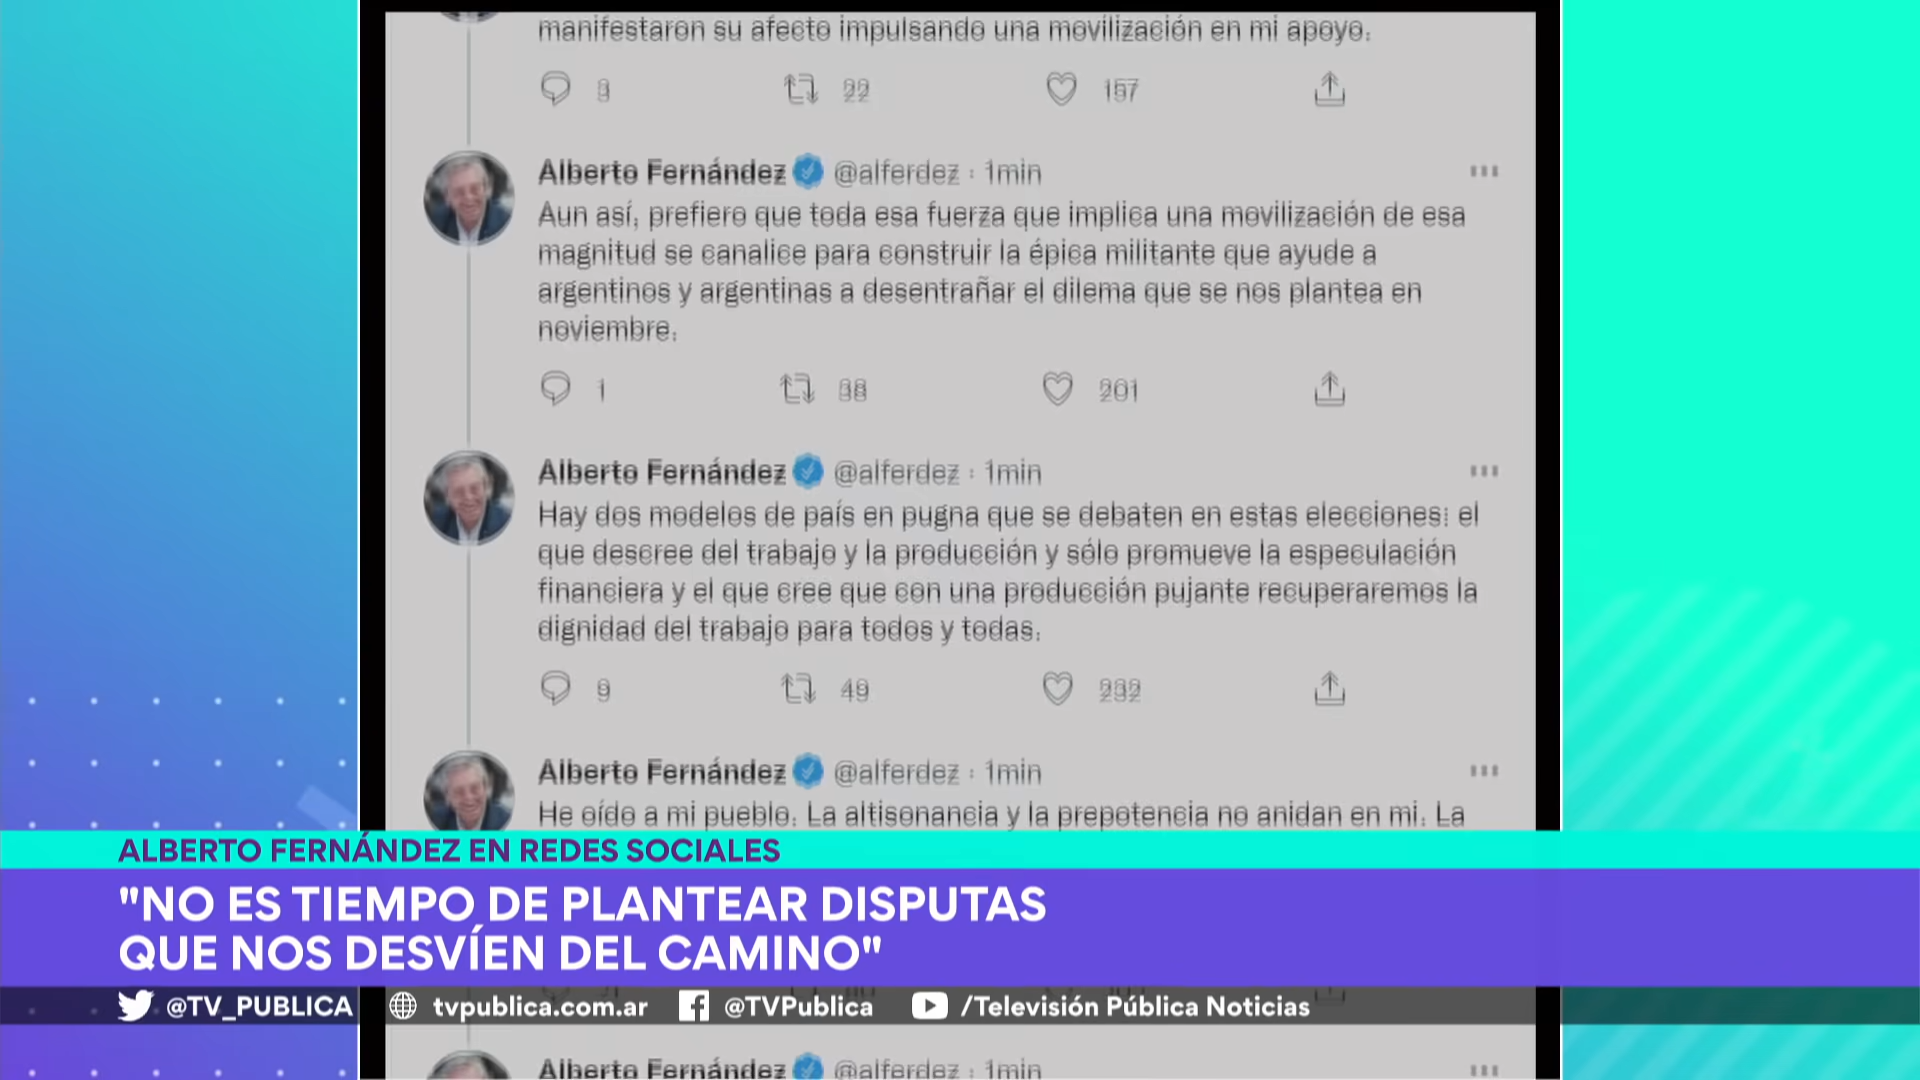 manifestaron su afecto impulsando una movilización en mi apoyo.
3 22 157
Alberto Fernández @alferdez · 1min
Aun así, prefiero que toda esa fuerza que implica una movilización de esa
magnitud se canalice para construir la épica militante que ayude a
argentinos y argentinas a desentrañar el dilema que se nos plantea en
noviembre.
1 38 201
Alberto Fernández @alferdez · 1min
Hay dos modelos de país en pugna que se debaten en estas elecciones: el
que descree del trabajo y la producción y sólo promueve la especulación
financiera y el que cree que con una producción pujante recuperaremos la
dignidad del trabajo para todos y todas.
9 49 232
Alberto Fernández @alferdez · 1min
He oído a mi pueblo. La altisonancia y la prepotencia no anidan en mi. La
ALBERTO FERNÁNDEZ EN REDES SOCIALES
"NO ES TIEMPO DE PLANTEAR DISPUTAS
QUE NOS DESVÍEN DEL CAMINO"
@TV_PUBLICA tvpublica.com.ar @TVPublica /Televisión Pública Noticias
Alberto Fernández @alferdez · 1min